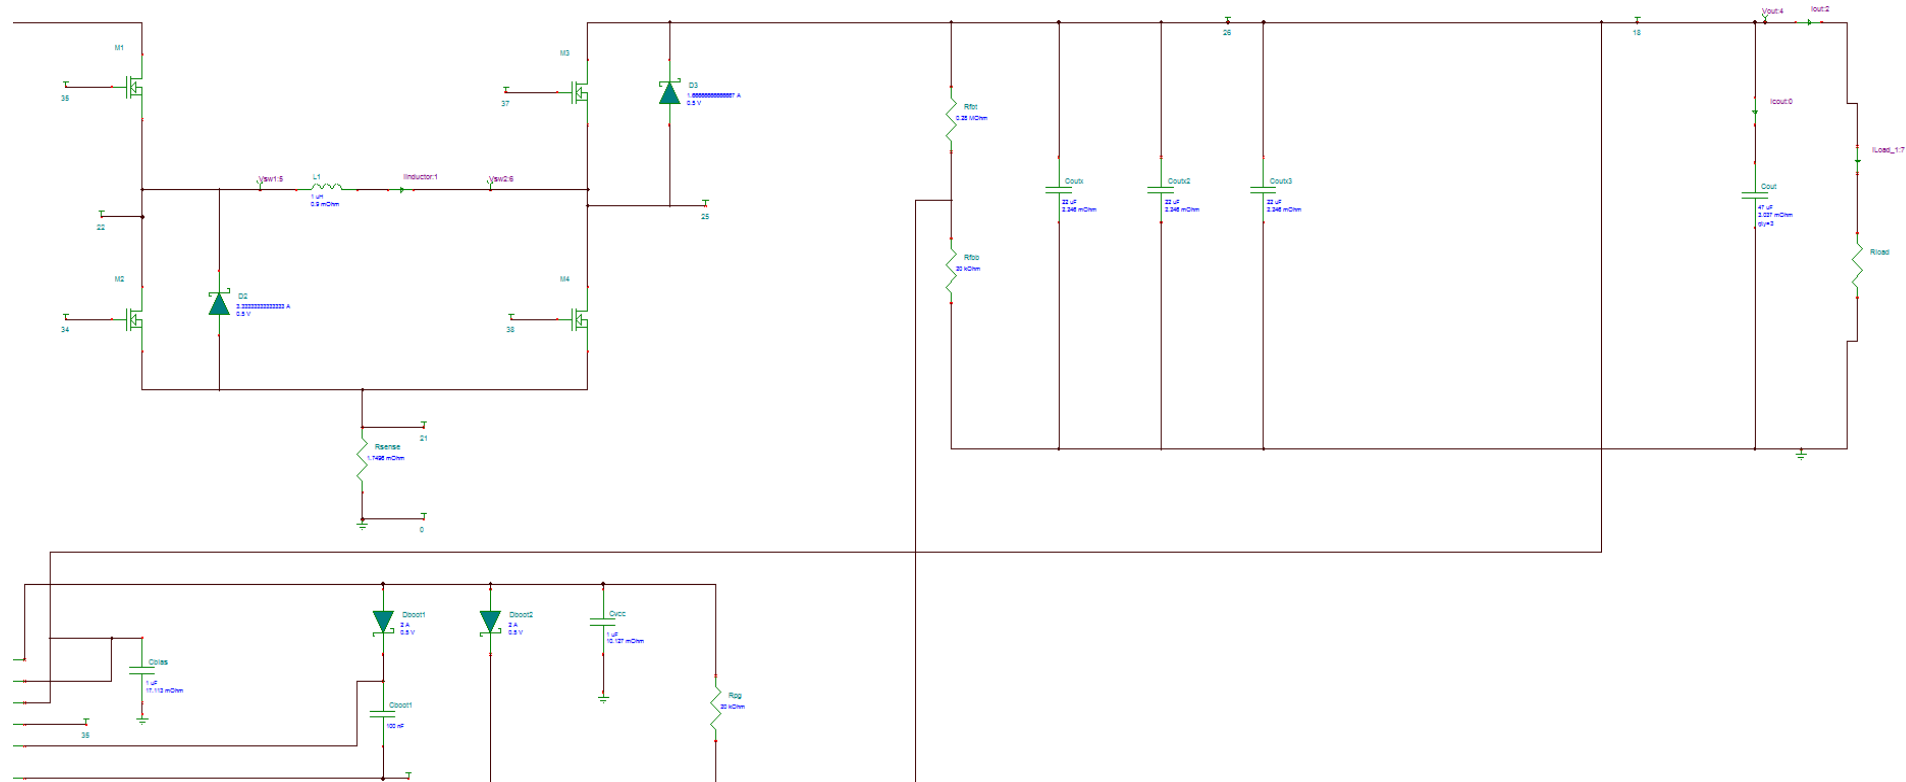 Vout:4
Iout:2
M1
M3
26
18
35
37
D3
0.5 V
Rfbt
0.25 MOhm
Icout:0
ILoad_1:7
Vsw1:5
L1
IInductor:1
Vsw2:6
1 uH
0.9 mOhm
Coutx
22 uF
2.246 mOhm
Coutx2
22 uF
2.246 mOhm
Coutx3
22 uF
2.246 mOhm
Cout
47 uF
3.037 mOhm
qty=3
22
25
Rfbb
20 kOhm
Rload
M2
M4
D2
0.5 V
34
38
21
Rsense
1.7498 mOhm
0
Dboot1
2 A
0.5 V
Dboot2
2 A
0.5 V
Cvcc
1 uF
10.137 mOhm
Cbias
1 uF
17.113 mOhm
Rpg
20 kOhm
Cboot1
100 nF
35